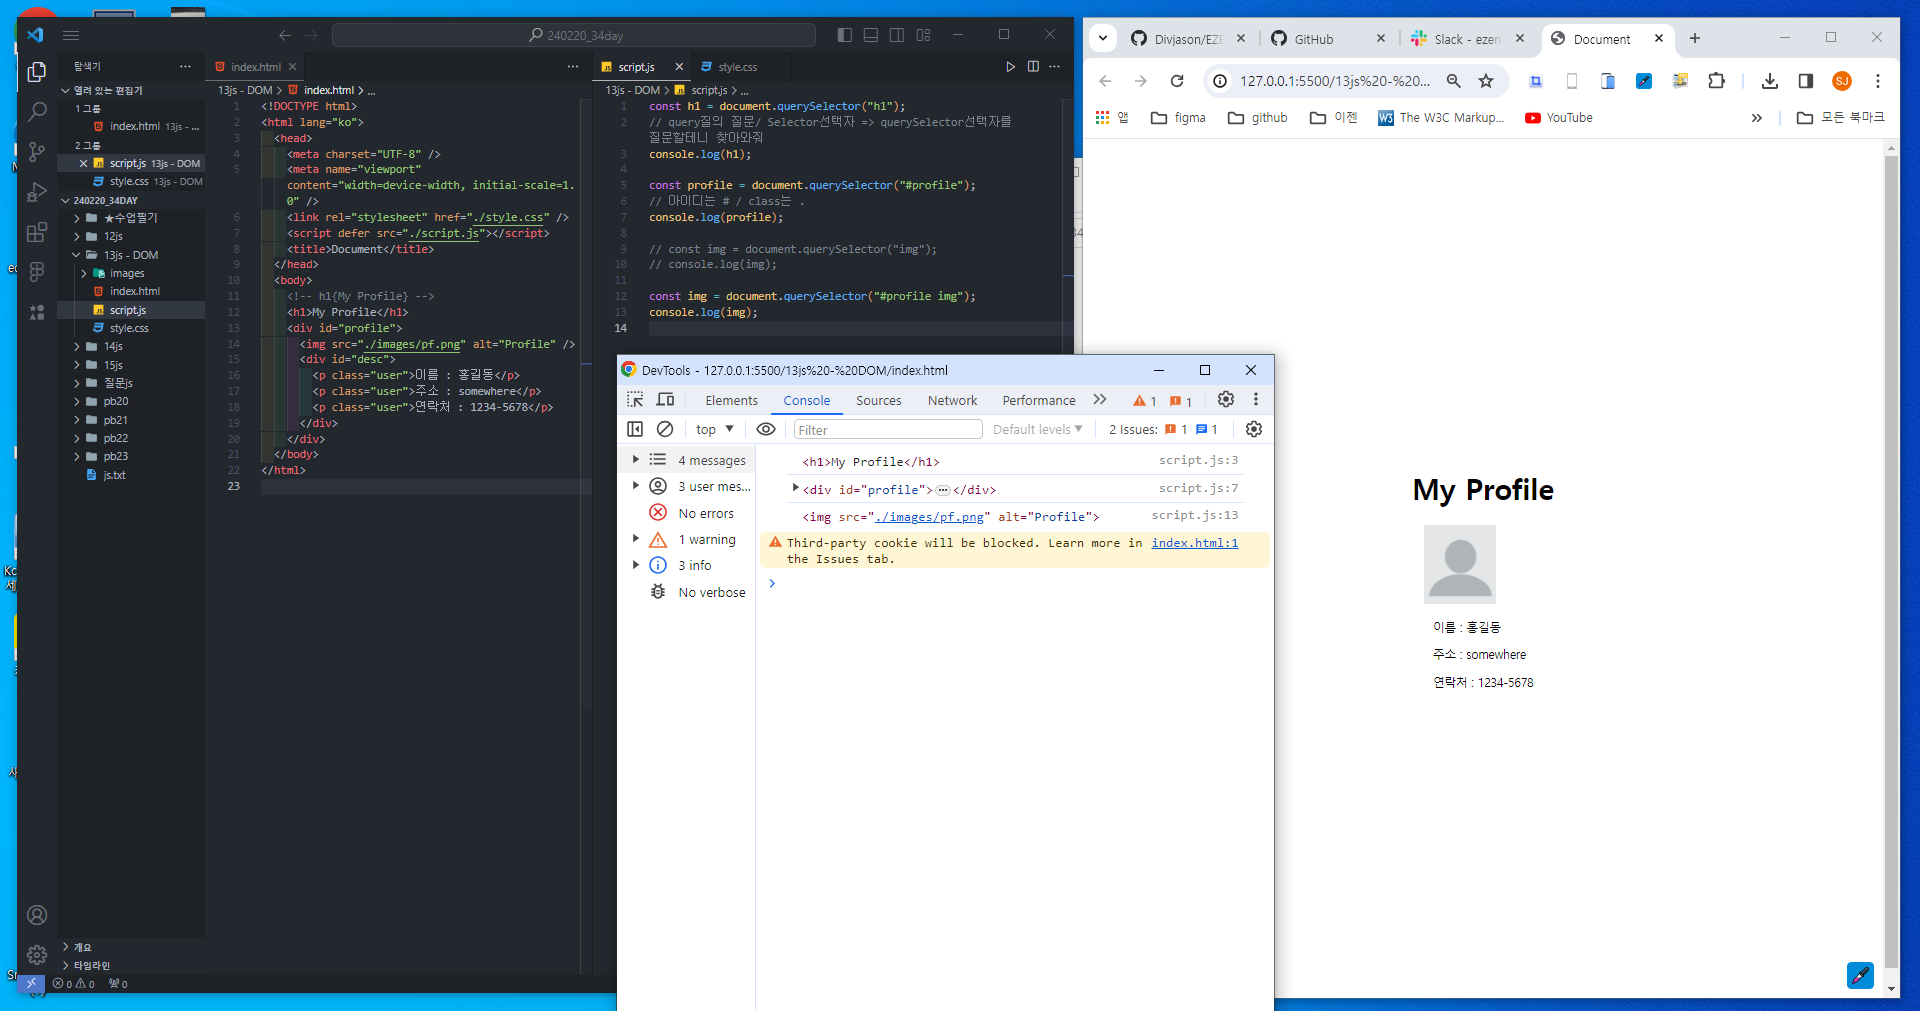 240220_34day
탐색기
열려 있는 편집기
1 그룹
index.html 13js - ...
2 그룹
script.js 13js - DOM
style.css 13js - DOM
240220_34DAY
★수업필기
12js
13js - DOM
images
index.html
script.js
style.css
14js
15js
질문js
pb20
pb21
pb22
pb23
js.txt
개요
타임라인
0 0 0
index.html
13js - DOM > index.html > ...
1 <!DOCTYPE html>
2 <html lang="ko">
3 <head>
4 <meta charset="UTF-8" />
5 <meta name="viewport"
content="width=device-width, initial-scale=1.
0" />
6 <link rel="stylesheet" href="./style.css" />
7 <script defer src="./script.js"></script>
8 <title>Document</title>
9 </head>
10 <body>
11 <!-- h1{My Profile} -->
12 <h1>My Profile</h1>
13 <div id="profile">
14 <img src="./images/pf.png" alt="Profile" />
15 <div id="desc">
16 <p class="user">이름 : 홍길동</p>
17 <p class="user">주소 : somewhere</p>
18 <p class="user">연락처 : 1234-5678</p>
19 </div>
20 </div>
21 </body>
22 </html>
23
script.js
style.css
13js - DOM > script.js > ...
1 const h1 = document.querySelector("h1");
2 // query질의 질문/ Selector선택자 => querySelector선택자를
질문할테니 찾아와줘
3 console.log(h1);
4
5 const profile = document.querySelector("#profile");
6 // 아이디는 # / class는 .
7 console.log(profile);
8
9 // const img = document.querySelector("img");
10 // console.log(img);
11
12 const img = document.querySelector("#profile img");
13 console.log(img);
14
DevTools - 127.0.0.1:5500/13js%20-%20DOM/index.html
Elements Console Sources Network Performance 1 1
top Filter Default levels 2 Issues: 1 1
4 messages
3 user mes...
No errors
1 warning
3 info
No verbose
<h1>My Profile</h1> script.js:3
<div id="profile">…</div> script.js:7
<img src="./images/pf.png" alt="Profile"> script.js:13
Third-party cookie will be blocked. Learn more in index.html:1
the Issues tab.
Divjason/EZE
GitHub
Slack - ezen
Document
127.0.0.1:5500/13js%20-%20... SJ
앱 figma github 이젠 The W3C Markup... YouTube 모든 북마크
My Profile
이름 : 홍길동
주소 : somewhere
연락처 : 1234-5678